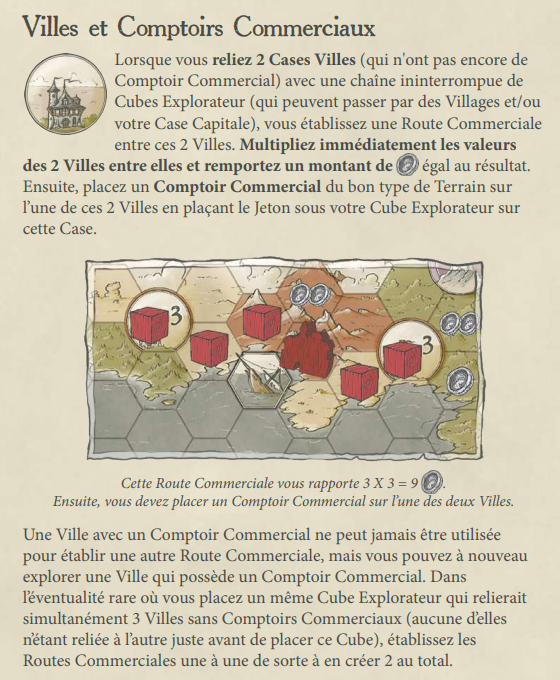 Villes et Comptoirs Commerciaux
Lorsque vous reliez 2 Cases Villes (qui n'ont pas encore de
Comptoir Commercial) avec une chaîne ininterrompue de
Cubes Explorateur (qui peuvent passer par des Villages et/ou
votre Case Capitale), vous établissez une Route Commerciale
entre ces 2 Villes. Multipliez immédiatement les valeurs
des 2 Villes entre elles et remportez un montant de égal au résultat.
Ensuite, placez un Comptoir Commercial du bon type de Terrain sur
l'une de ces 2 Villes en plaçant le Jeton sous votre Cube Explorateur sur
cette Case.
3
3
Cette Route Commerciale vous rapporte 3 X 3 = 9 .
Ensuite, vous devez placer un Comptoir Commercial sur l'une des deux Villes.
Une Ville avec un Comptoir Commercial ne peut jamais être utilisée
pour établir une autre Route Commerciale, mais vous pouvez à nouveau
explorer une Ville qui possède un Comptoir Commercial. Dans
l'éventualité rare où vous placez un même Cube Explorateur qui relierait
simultanément 3 Villes sans Comptoirs Commerciaux (aucune d'elles
n'étant reliée à l'autre juste avant de placer ce Cube), établissez les
Routes Commerciales une à une de sorte à en créer 2 au total.